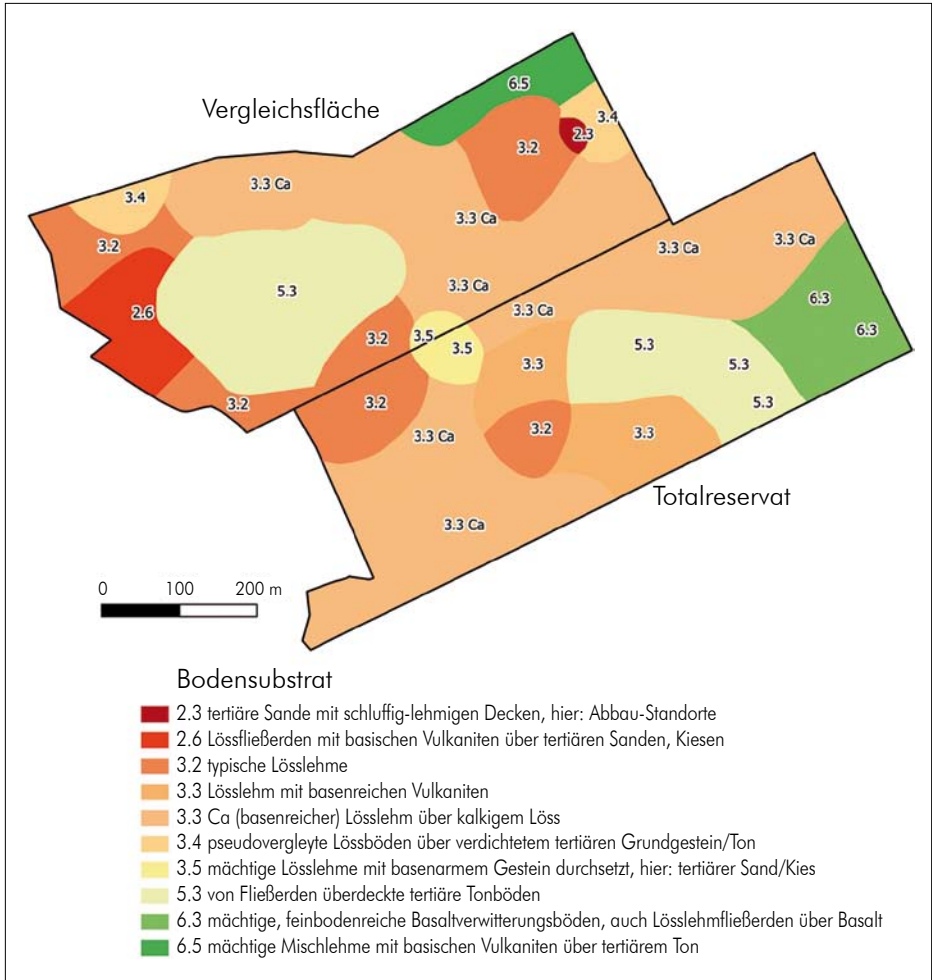 6.5
Vergleichsfläche
3.4
2.3
3.2
3.3 Ca
3.4
3.3 Ca
3.2
3.3 Ca
3.3 Ca
3.3 Ca
5.3
6.3
2.6
3.3 Ca
6.3
3.2
3.5
3.5
5.3
3.3
5.3
3.2
3.2
5.3
3.3 Ca
3.2
3.3
Totalreservat
3.3 Ca
0 100 200 m
Bodensubstrat
2.3 tertiäre Sande mit schluffig-lehmigen Decken, hier: Abbau-Standorte
2.6 Lössfließerden mit basischen Vulkaniten über tertiären Sanden, Kiesen
3.2 typische Lösslehme
3.3 Lösslehm mit basenreichen Vulkaniten
3.3 Ca (basenreicher) Lösslehm über kalkigem Löss
3.4 pseudovergleyte Lössböden über verdichtetem tertiären Grundgestein/Ton
3.5 mächtige Lösslehme mit basenarmem Gestein durchsetzt, hier: tertiärer Sand/Kies
5.3 von Fließerden überdeckte tertiäre Tonböden
6.3 mächtige, feinbodenreiche Basaltverwitterungsböden, auch Lösslehmfließerden über Basalt
6.5 mächtige Mischlehme mit basischen Vulkaniten über tertiärem Ton